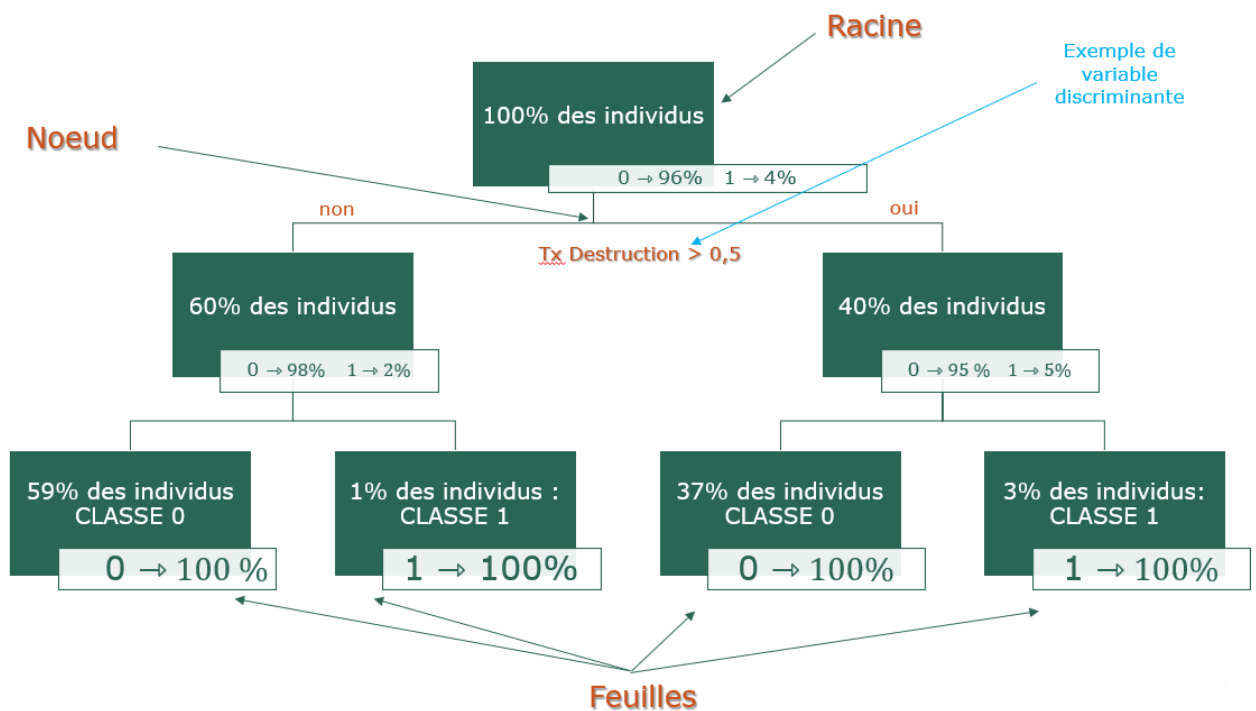 Racine
Exemple de
variable
discriminante
100% des individus
Noeud
0 → 96% 1 → 4%
non
oui
Tx Destruction > 0,5
60% des individus
40% des individus
0 → 98% 1 → 2%
0 → 95 % 1 → 5%
59% des individus
CLASSE 0
1% des individus :
CLASSE 1
37% des individus
CLASSE 0
3% des individus:
CLASSE 1
0 → 100 %
1 → 100%
0 → 100%
1 → 100%
Feuilles